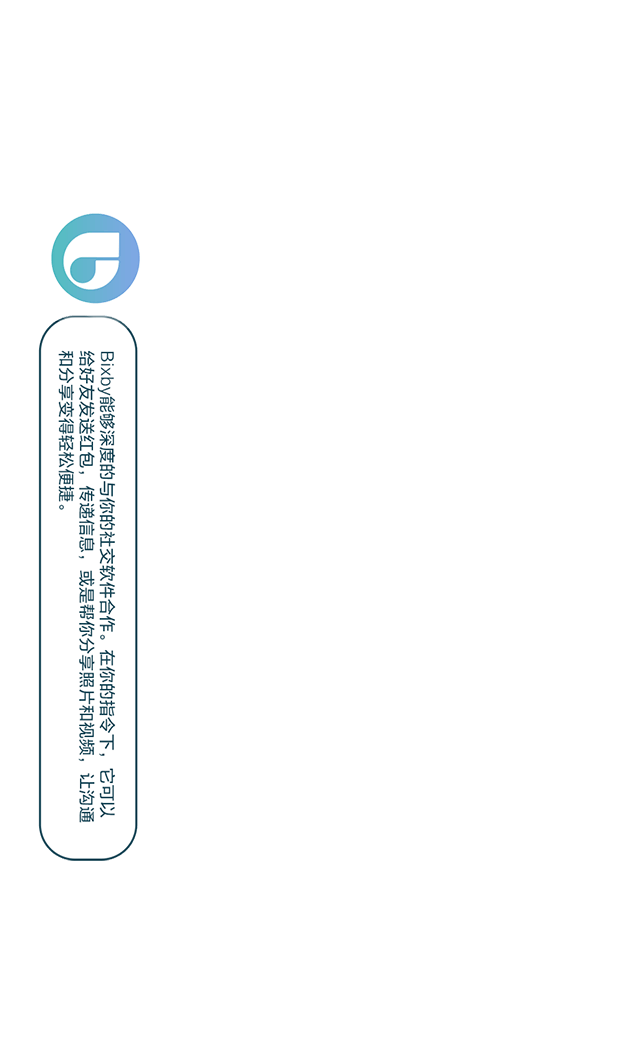 Bixby能够深度的与你的社交软件合作。在你的指令下，它可以
给好友发送红包，传递信息，或是帮你分享照片和视频，让沟通
和分享变得轻松便捷。